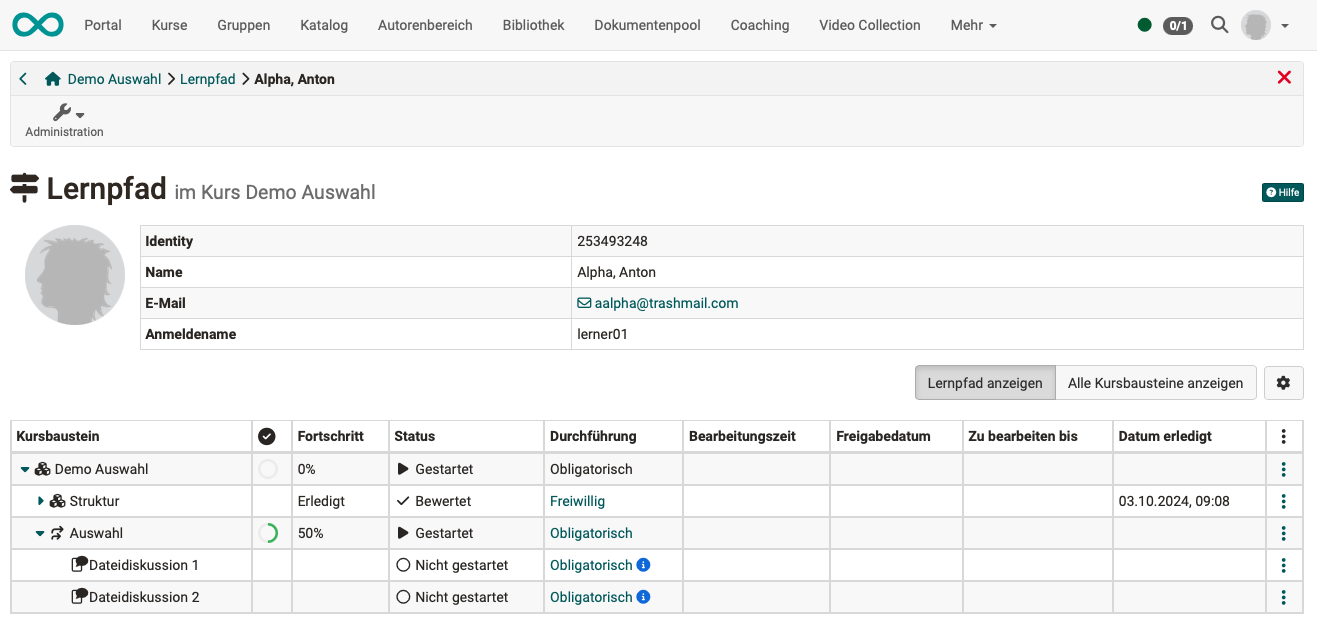 Portal Kurse Gruppen Katalog Autorenbereich Bibliothek Dokumentenpool Coaching Video Collection Mehr 0/1
Demo Auswahl Lernpfad Alpha, Anton
Administration
Lernpfad im Kurs Demo Auswahl
Hilfe
Identity 253493248
Name Alpha, Anton
E-Mail aalpha@trashmail.com
Anmeldename lerner01
Lernpfad anzeigen Alle Kursbausteine anzeigen
Kursbaustein Fortschritt Status Durchführung Bearbeitungszeit Freigabedatum Zu bearbeiten bis Datum erledigt
Demo Auswahl 0% Gestartet Obligatorisch
Struktur Erledigt Bewertet Freiwillig 03.10.2024, 09:08
Auswahl 50% Gestartet Obligatorisch
Dateidiskussion 1 Nicht gestartet Obligatorisch
Dateidiskussion 2 Nicht gestartet Obligatorisch